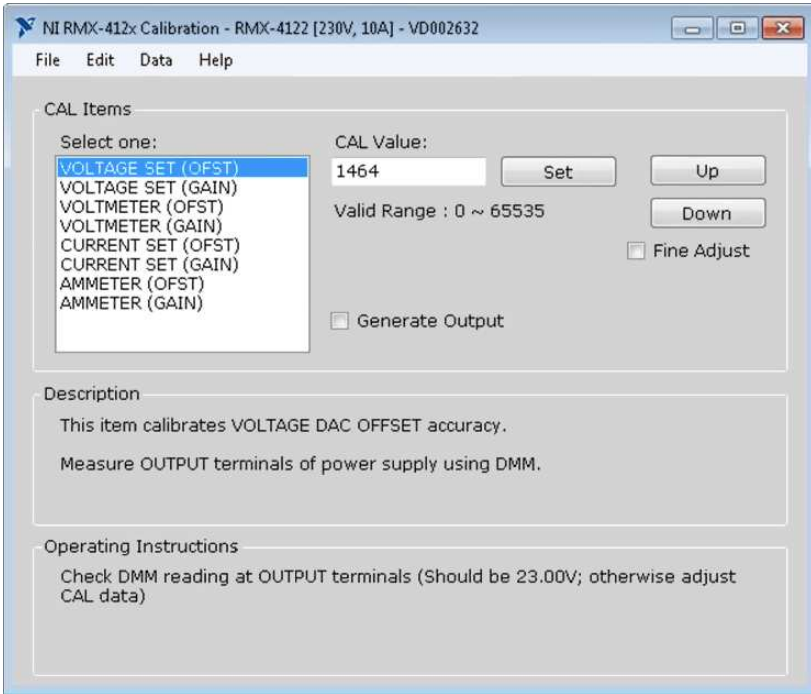 NI RMX-412x Calibration - RMX-4122 [230V, 10A] - VD002632
File Edit Data Help
CAL Items
Select one:
VOLTAGE SET (OFST)
VOLTAGE SET (GAIN)
VOLTMETER (OFST)
VOLTMETER (GAIN)
CURRENT SET (OFST)
CURRENT SET (GAIN)
AMMETER (OFST)
AMMETER (GAIN)
CAL Value:
1464
Set
Up
Valid Range : 0 ~ 65535
Down
Fine Adjust
Generate Output
Description
This item calibrates VOLTAGE DAC OFFSET accuracy.
Measure OUTPUT terminals of power supply using DMM.
Operating Instructions
Check DMM reading at OUTPUT terminals (Should be 23.00V; otherwise adjust
CAL data)